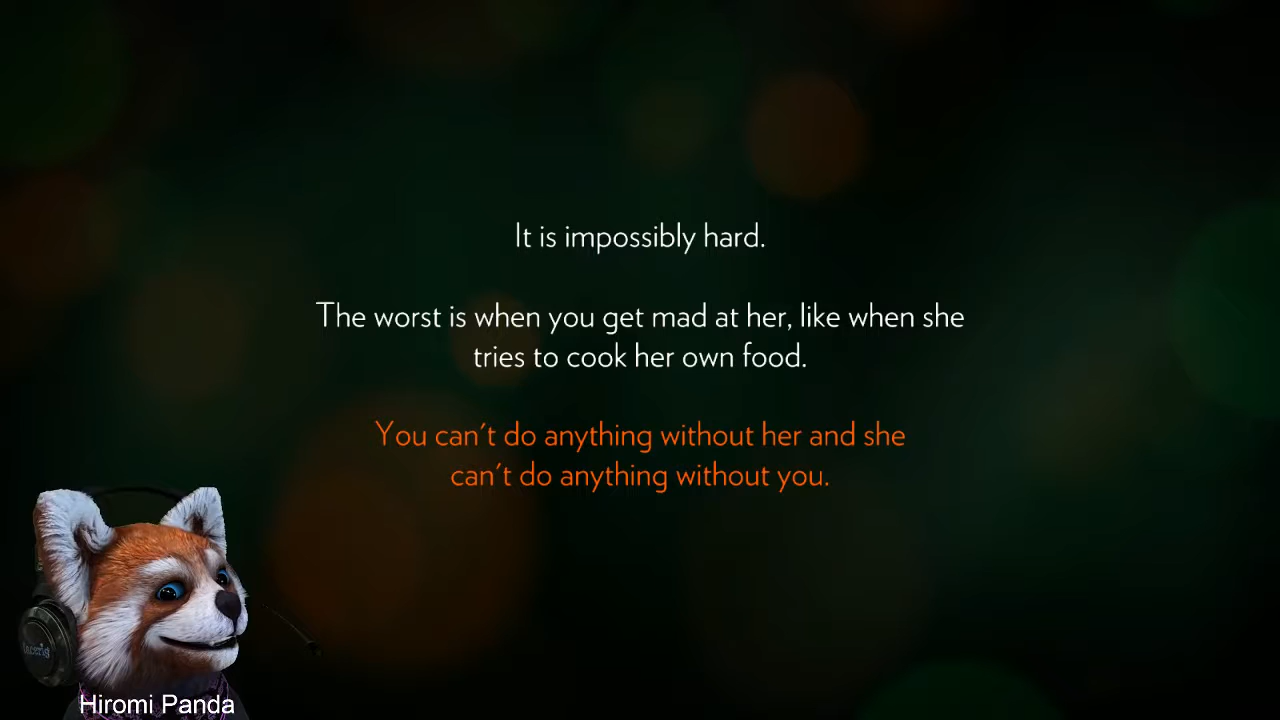 It is impossibly hard.
The worst is when you get mad at her, like when she
tries to cook her own food.
You can't do anything without her and she
can't do anything without you.
Hiromi Panda